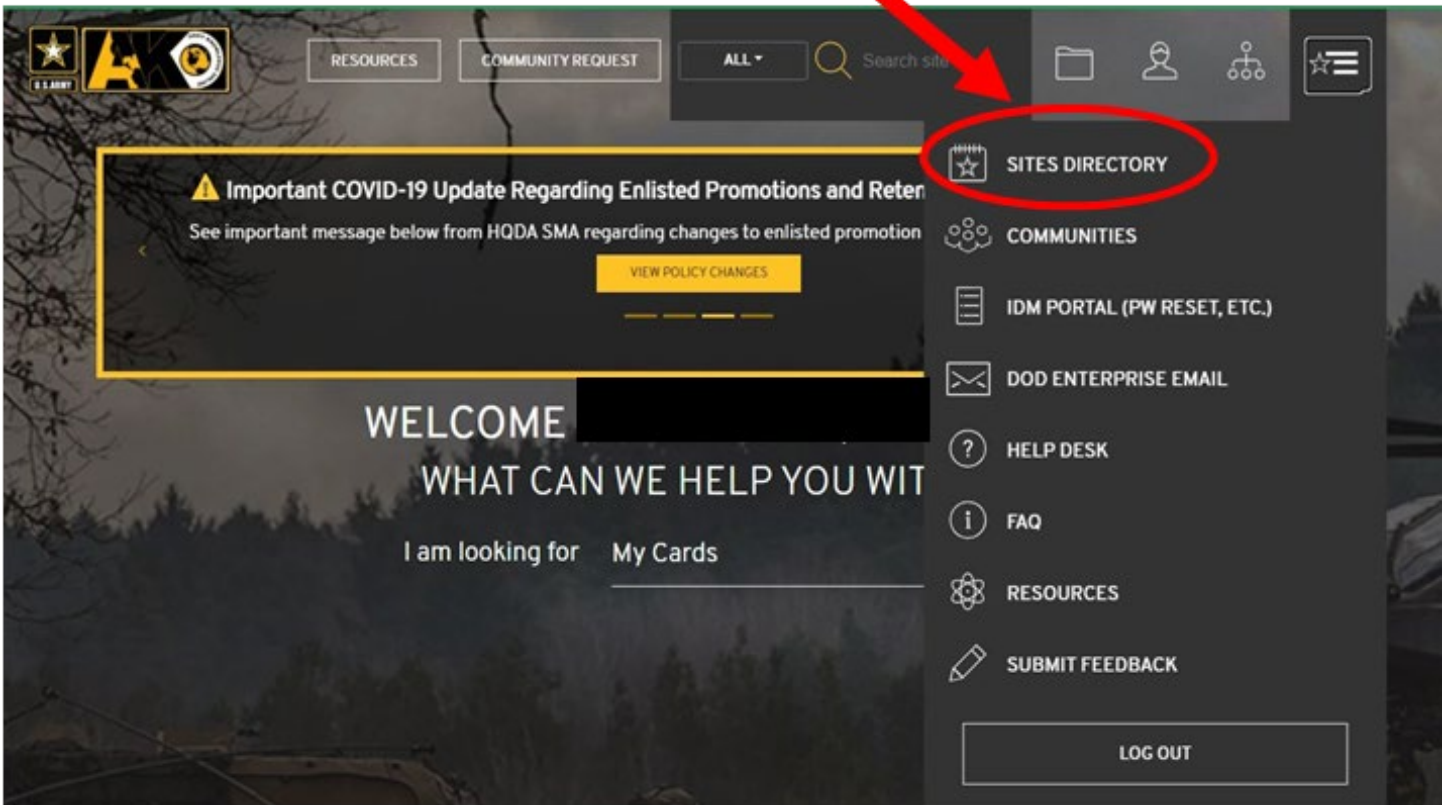 U.S.ARMY
AKO
RESOURCES
COMMUNITY REQUEST
ALL
Search site
Important COVID-19 Update Regarding Enlisted Promotions and Reten
See important message below from HQDA SMA regarding changes to enlisted promotion
VIEW POLICY CHANGES
WELCOME
WHAT CAN WE HELP YOU WIT
I am looking for My Cards
SITES DIRECTORY
COMMUNITIES
IDM PORTAL (PW RESET, ETC.)
DOD ENTERPRISE EMAIL
HELP DESK
FAQ
RESOURCES
SUBMIT FEEDBACK
LOG OUT